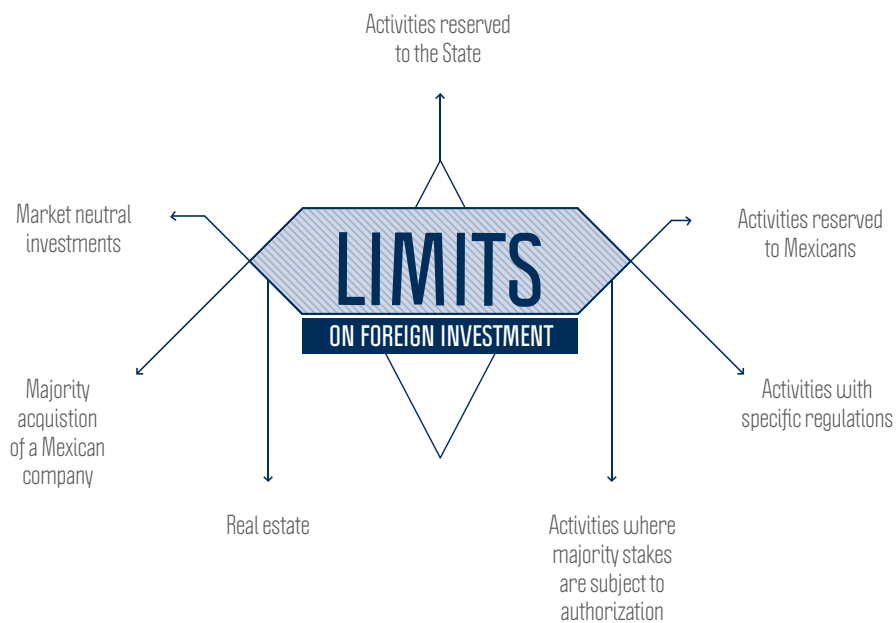 Activities reserved
to the State
Market neutral
investments
Activities reserved
to Mexicans
LIMITS
ON FOREIGN INVESTMENT
Majority
acquistion
of a Mexican
company
Activities with
specific regulations
Real estate
Activities where
majority stakes
are subject to
authorization